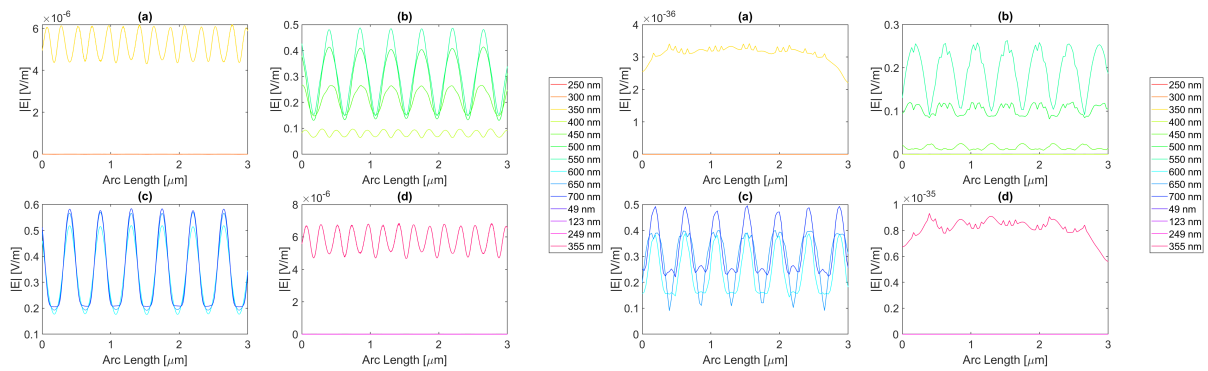 (a)
×10⁻⁶
6
4
2
0
|E| [V/m]
0 1 2 3
Arc Length [μm]
(b)
0.5
0.4
0.3
0.2
0.1
0
|E| [V/m]
0 1 2 3
Arc Length [μm]
(c)
0.6
0.5
0.4
0.3
0.2
0.1
|E| [V/m]
0 1 2 3
Arc Length [μm]
(d)
×10⁻⁶
8
6
4
2
0
|E| [V/m]
0 1 2 3
Arc Length [μm]
250 nm
300 nm
350 nm
400 nm
450 nm
500 nm
550 nm
600 nm
650 nm
700 nm
49 nm
123 nm
249 nm
355 nm
(a)
×10⁻³⁶
4
3
2
1
0
|E| [V/m]
0 1 2 3
Arc Length [μm]
(b)
0.3
0.2
0.1
0
|E| [V/m]
0 1 2 3
Arc Length [μm]
(c)
0.5
0.4
0.3
0.2
0.1
0
|E| [V/m]
0 1 2 3
Arc Length [μm]
(d)
×10⁻³⁵
1
0.8
0.6
0.4
0.2
0
|E| [V/m]
0 1 2 3
Arc Length [μm]
250 nm
300 nm
350 nm
400 nm
450 nm
500 nm
550 nm
600 nm
650 nm
700 nm
49 nm
123 nm
249 nm
355 nm